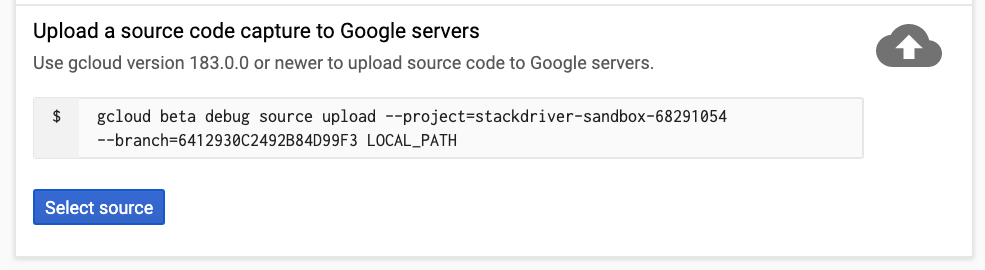 Upload a source code capture to Google servers
Use gcloud version 183.0.0 or newer to upload source code to Google servers.
$ gcloud beta debug source upload --project=stackdriver-sandbox-68291054
--branch=6412930C2492B84D99F3 LOCAL_PATH
Select source